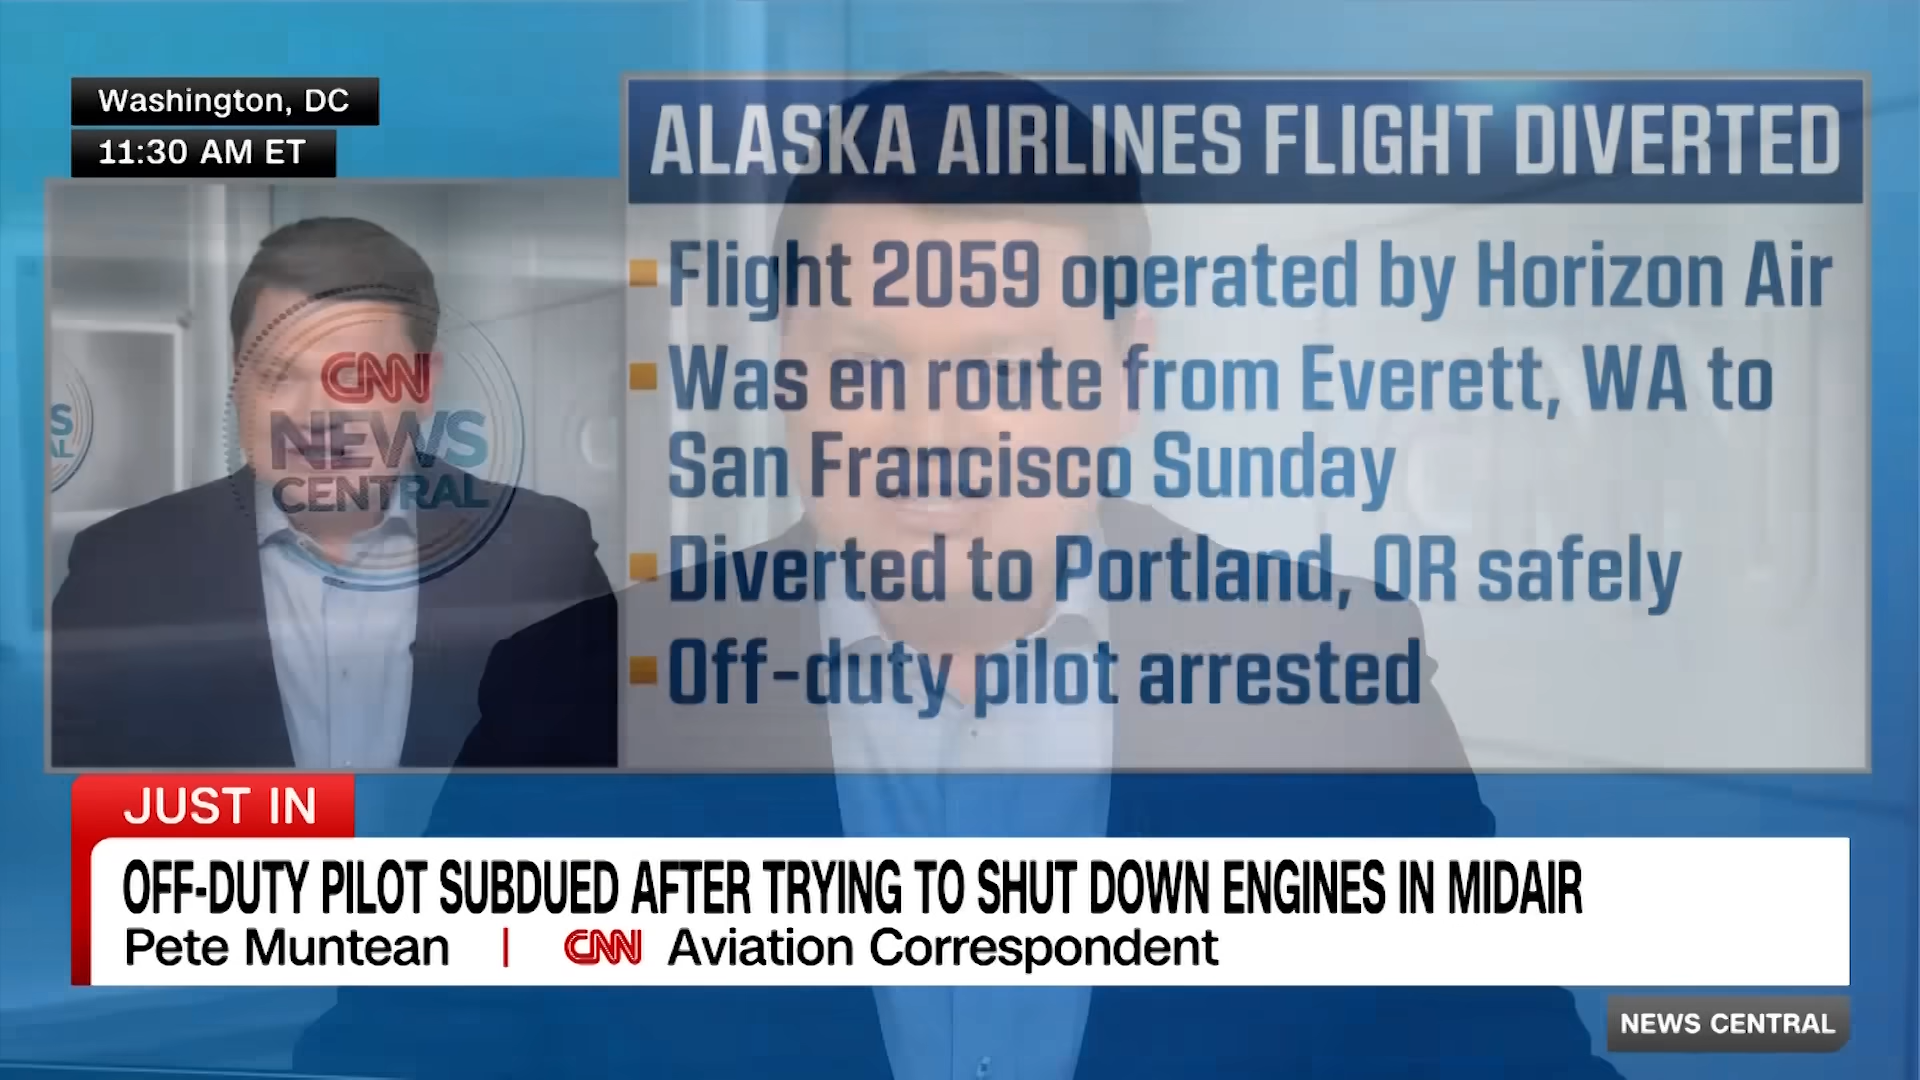 Washington, DC
11:30 AM ET
ALASKA AIRLINES FLIGHT DIVERTED
Flight 2059 operated by Horizon Air
Was en route from Everett, WA to
San Francisco Sunday
Diverted to Portland, OR safely
Off-duty pilot arrested
CNN
NEWS
CENTRAL
S
AL
JUST IN
OFF-DUTY PILOT SUBDUED AFTER TRYING TO SHUT DOWN ENGINES IN MIDAIR
Pete Muntean | CNN Aviation Correspondent
NEWS CENTRAL